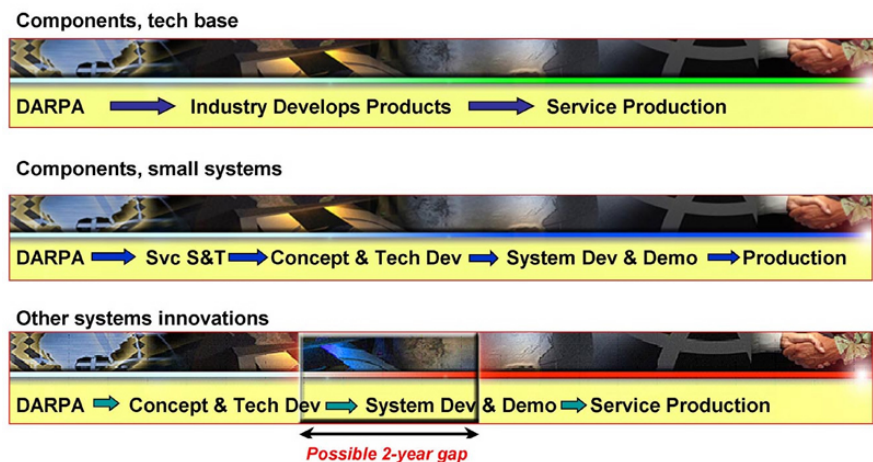 Components, tech base
DARPA Industry Develops Products Service Production
Components, small systems
DARPA Svc S&T Concept & Tech Dev System Dev & Demo Production
Other systems innovations
DARPA Concept & Tech Dev System Dev & Demo Service Production
Possible 2-year gap